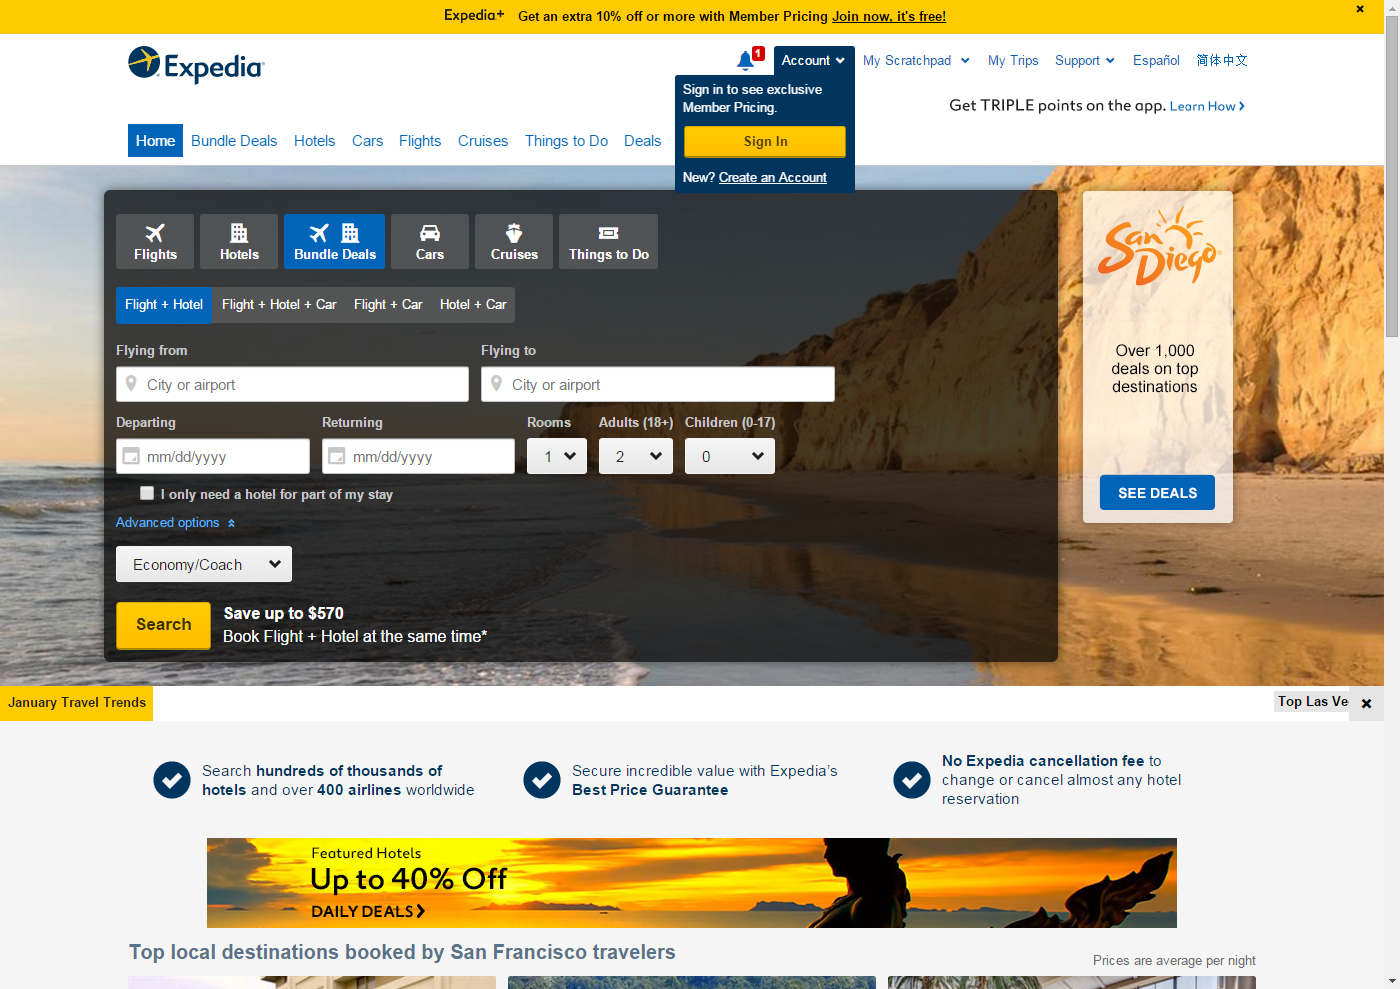 Expedia+ Get an extra 10% off or more with Member Pricing Join now, it's free!
Expedia
1
Account
My Scratchpad
My Trips
Support
Español
简体中文
Sign in to see exclusive
Member Pricing.
Sign In
New? Create an Account
Get TRIPLE points on the app. Learn How
Home
Bundle Deals
Hotels
Cars
Flights
Cruises
Things to Do
Deals
Flights
Hotels
Bundle Deals
Cars
Cruises
Things to Do
Flight + Hotel
Flight + Hotel + Car
Flight + Car
Hotel + Car
Flying from
Flying to
City or airport
City or airport
Departing
Returning
Rooms
Adults (18+)
Children (0-17)
mm/dd/yyyy
mm/dd/yyyy
1
2
0
I only need a hotel for part of my stay
Advanced options
Economy/Coach
Search
Save up to $570
Book Flight + Hotel at the same time*
San
Diego
Over 1,000
deals on top
destinations
SEE DEALS
January Travel Trends
Top Las Ve
Search hundreds of thousands of
hotels and over 400 airlines worldwide
Secure incredible value with Expedia’s
Best Price Guarantee
No Expedia cancellation fee to
change or cancel almost any hotel
reservation
Featured Hotels
Up to 40% Off
DAILY DEALS
Top local destinations booked by San Francisco travelers
Prices are average per night